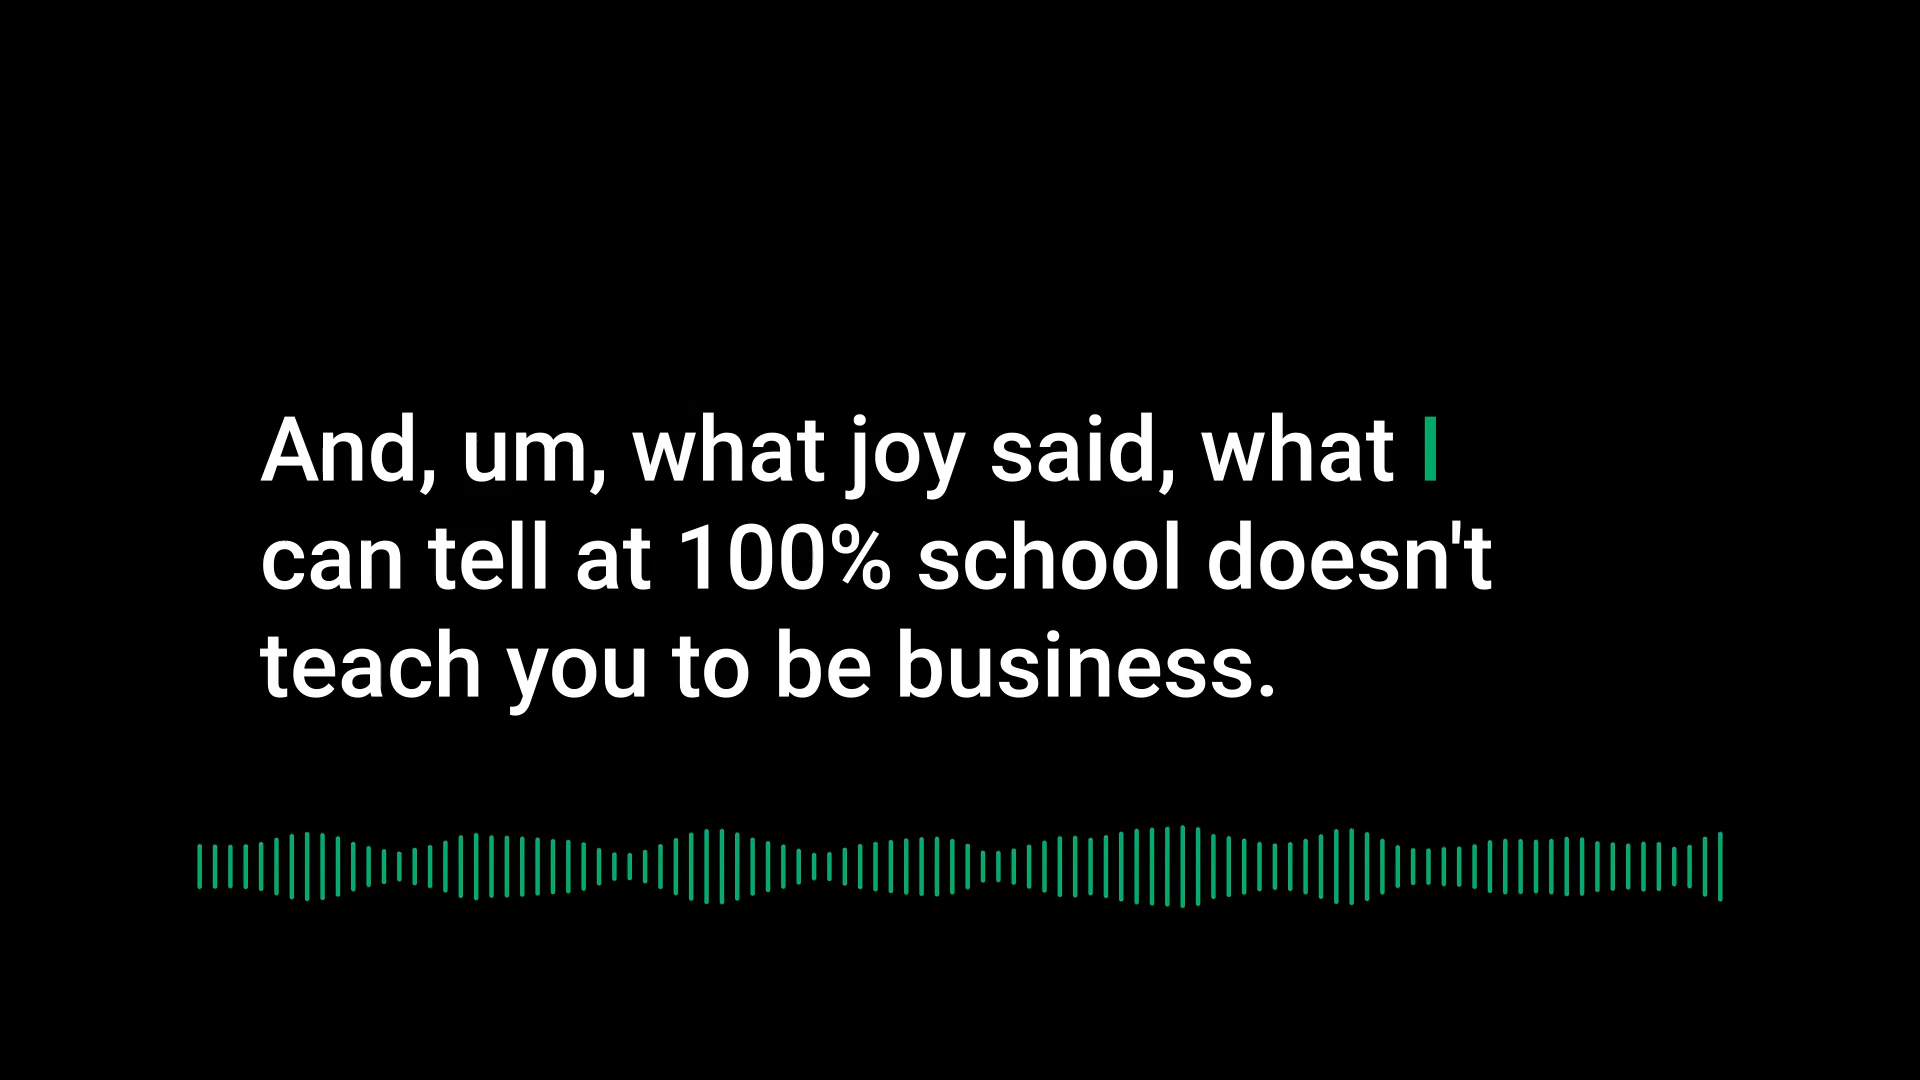 And, um, what joy said, what I
can tell at 100% school doesn't
teach you to be business.